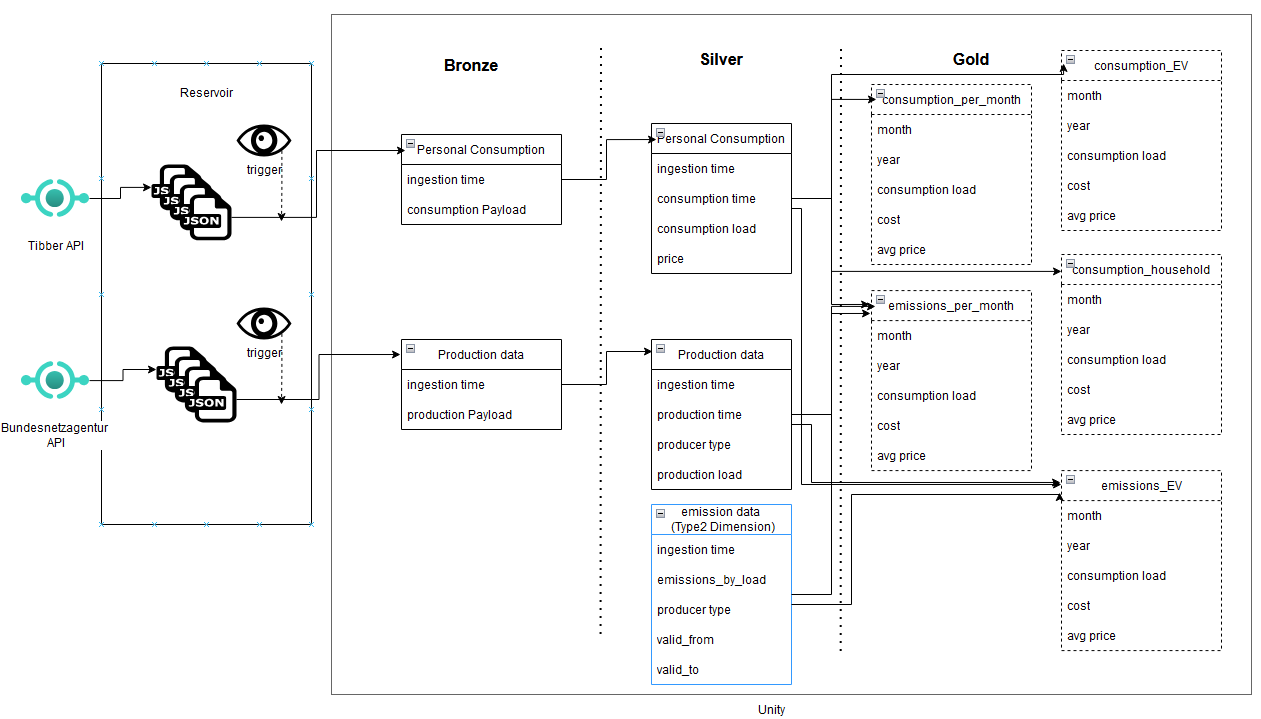 Reservoir
trigger
JS
JS
JS
JSON
Tibber API
trigger
JS
JS
JS
JSON
Bundesnetzagentur
API
Bronze
Personal Consumption
ingestion time
consumption Payload
Production data
ingestion time
production Payload
Silver
Personal Consumption
ingestion time
consumption time
consumption load
price
Production data
ingestion time
production time
producer type
production load
emission data
(Type2 Dimension)
ingestion time
emissions_by_load
producer type
valid_from
valid_to
Gold
consumption_per_month
month
year
consumption load
cost
avg price
emissions_per_month
month
year
consumption load
cost
avg price
consumption_EV
month
year
consumption load
cost
avg price
consumption_household
month
year
consumption load
cost
avg price
emissions_EV
month
year
consumption load
cost
avg price
Unity